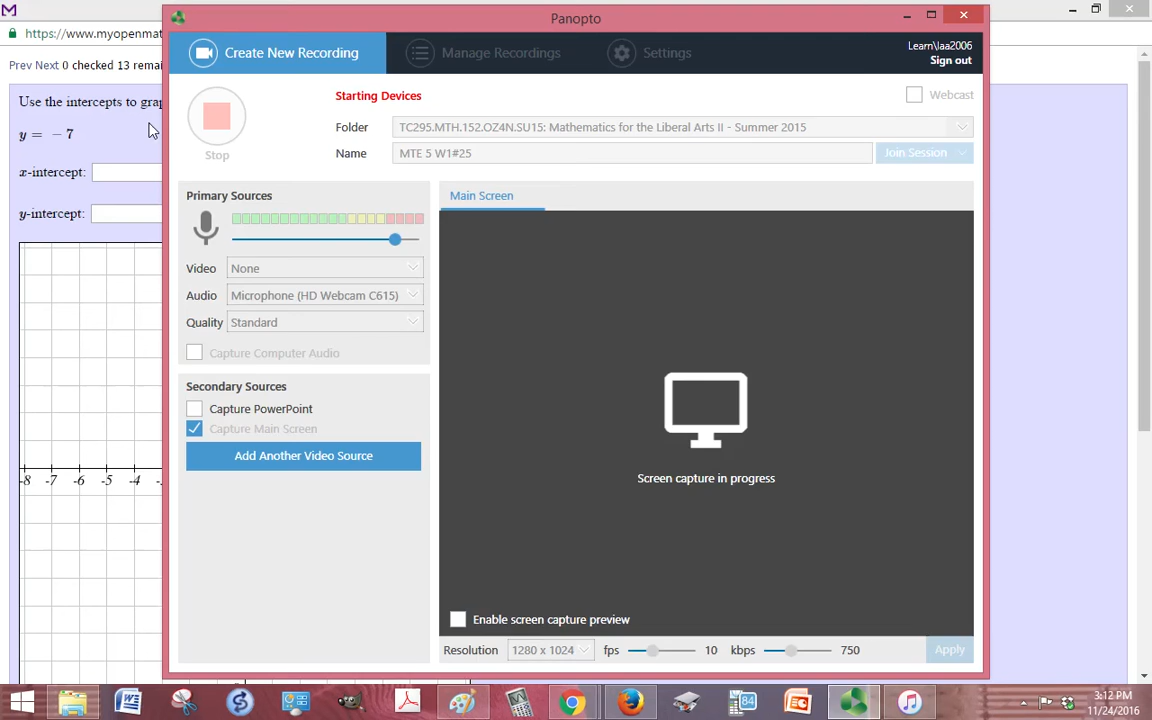 Panopto
https://www.myopenmat
Create New Recording
Manage Recordings
Settings
Learn\laa2006
Sign out
Prev Next 0 checked 13 remai
Use the intercepts to grap
y = - 7
x-intercept:
y-intercept:
-8 -7 -6 -5 -4
Stop
Starting Devices
Webcast
Folder
TC295.MTH.152.OZ4N.SU15: Mathematics for the Liberal Arts II - Summer 2015
Name
MTE 5 W1#25
Join Session
Primary Sources
Video
None
Audio
Microphone (HD Webcam C615)
Quality
Standard
Capture Computer Audio
Secondary Sources
Capture PowerPoint
Capture Main Screen
Add Another Video Source
Main Screen
Screen capture in progress
Enable screen capture preview
Resolution
1280 x 1024
fps
10
kbps
750
Apply
84
3:12 PM
11/24/2016